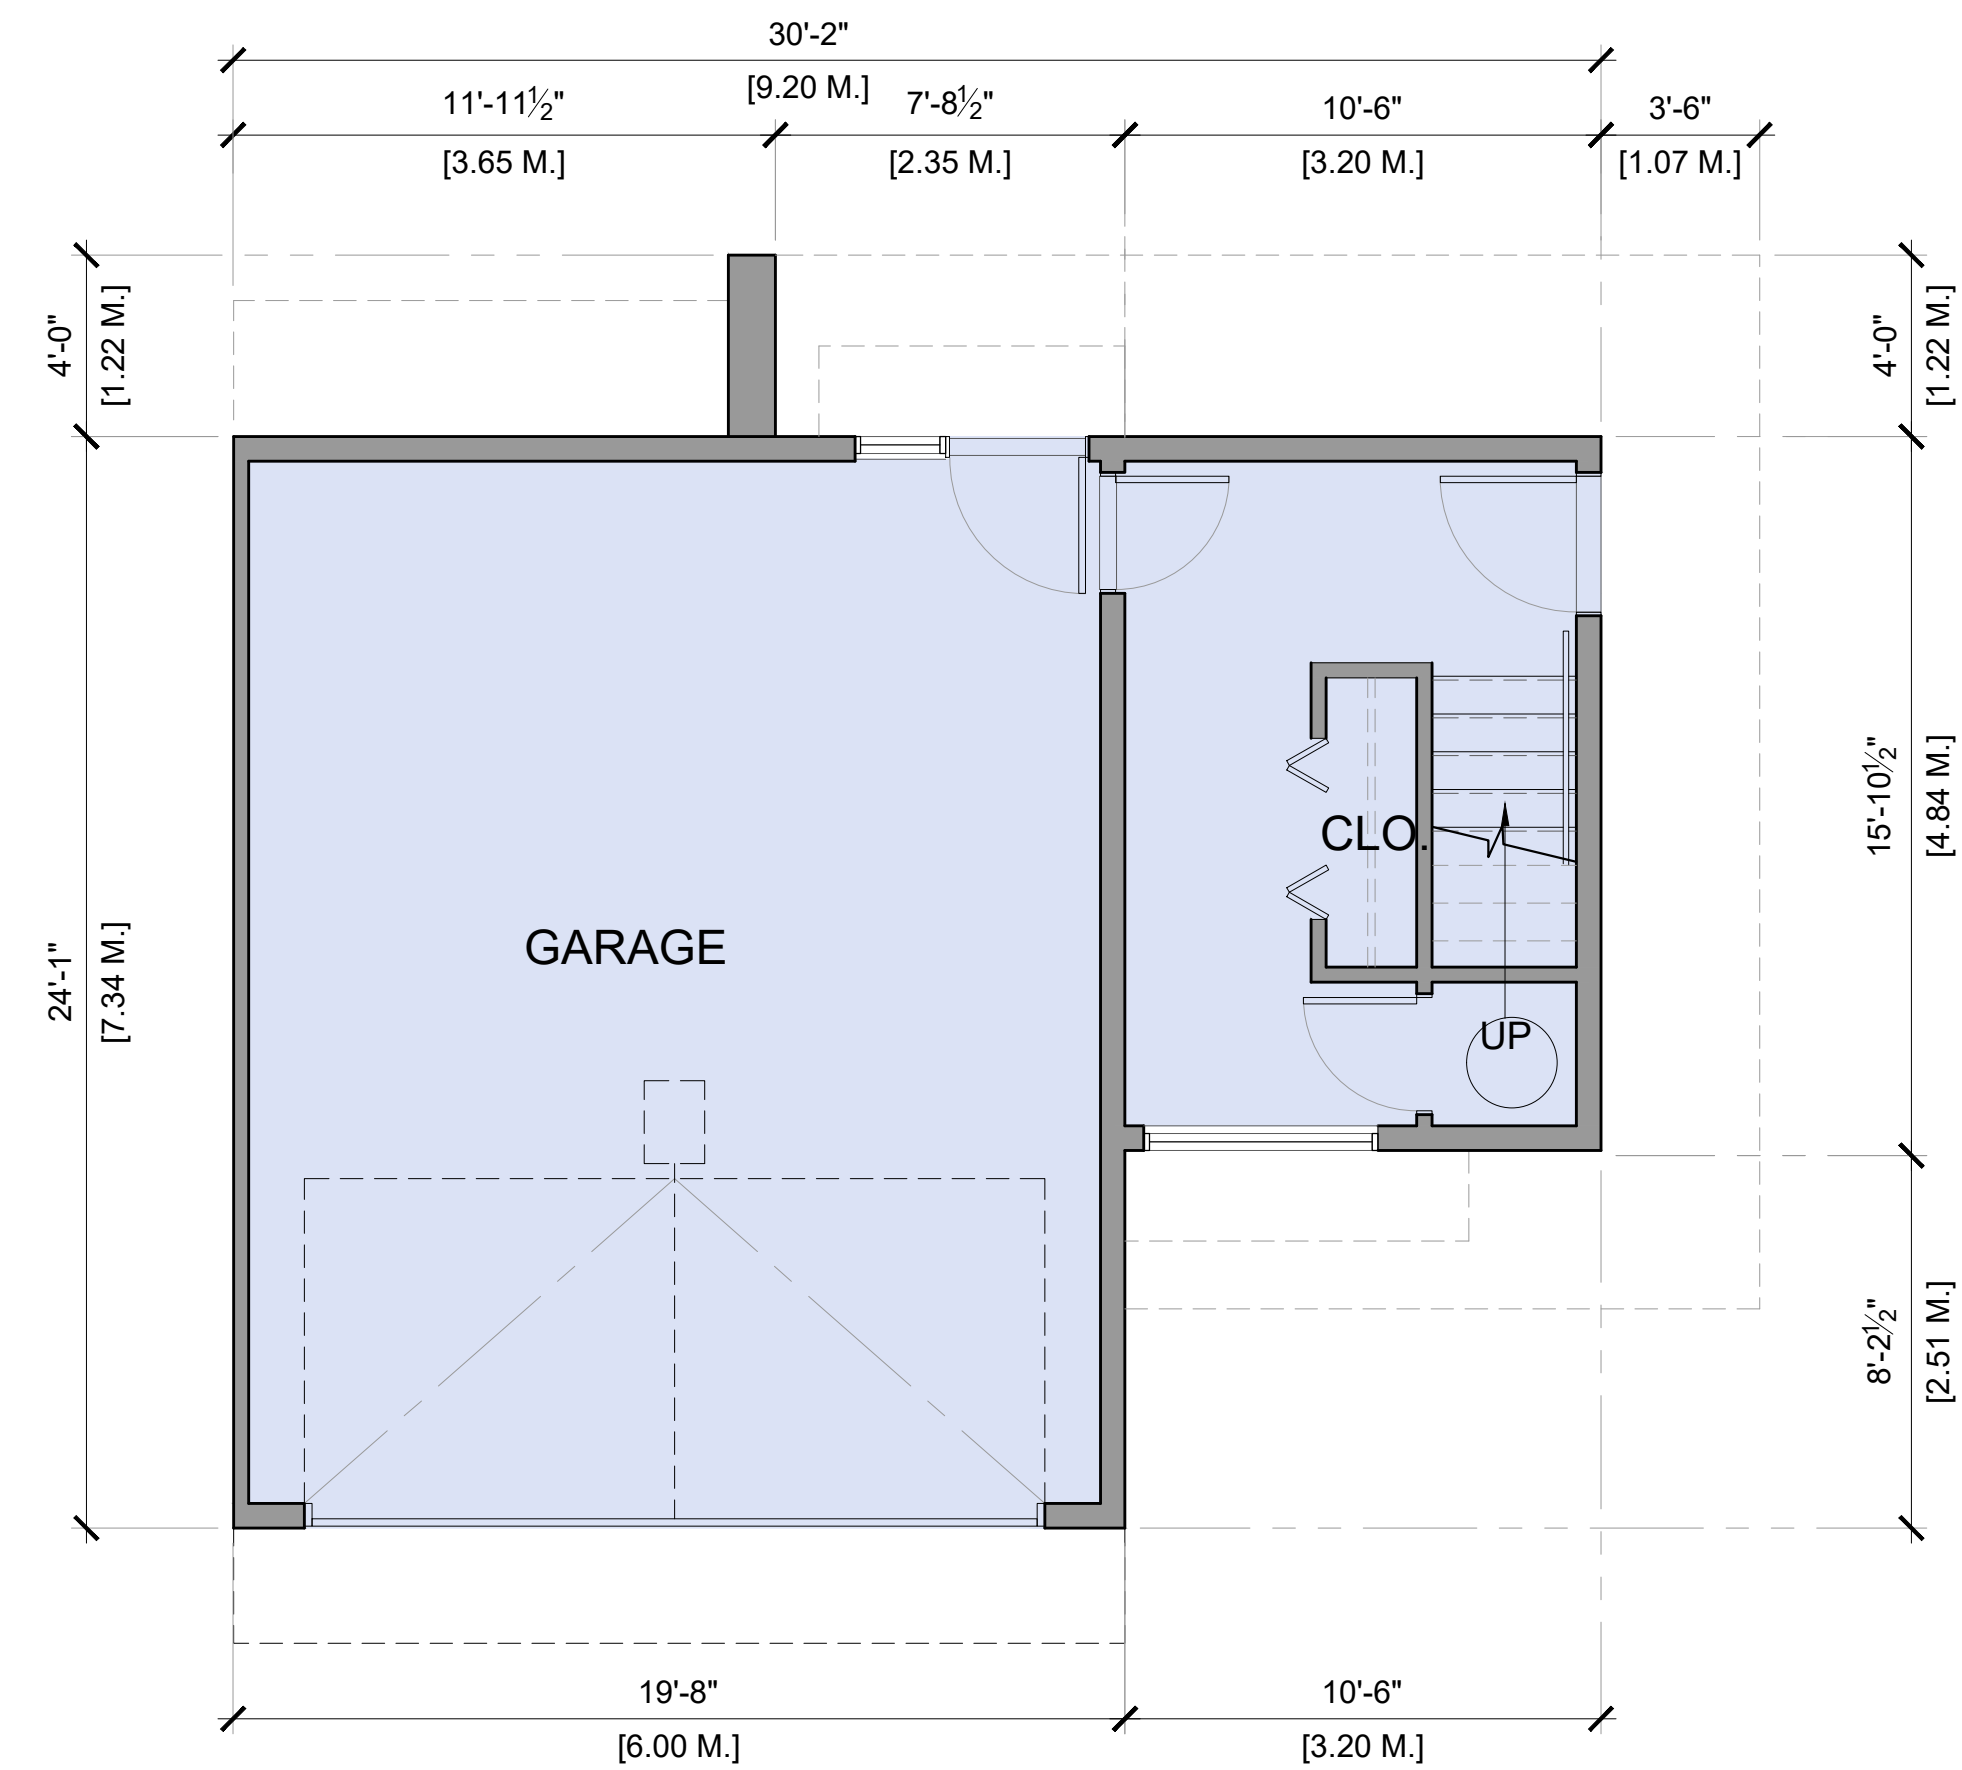 30'-2"
[9.20 M.]
11'-11½"
7'-8½"
10'-6"
3'-6"
[3.65 M.]
[2.35 M.]
[3.20 M.]
[1.07 M.]
4'-0"
[1.22 M.]
4'-0"
[1.22 M.]
15'-10½"
[4.84 M.]
CLO.
GARAGE
24'-1"
[7.34 M.]
UP
8'-2½"
[2.51 M.]
19'-8"
10'-6"
[6.00 M.]
[3.20 M.]